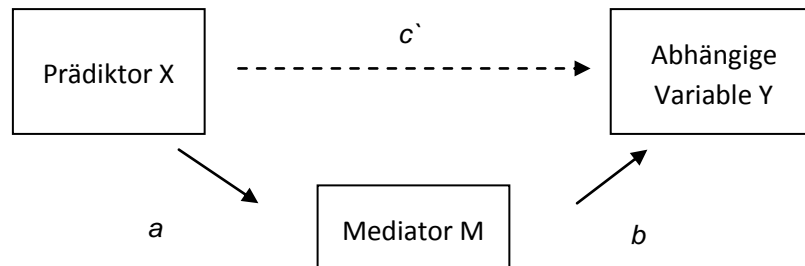 c`
Prädiktor X
Abhängige
Variable Y
a
Mediator M
b